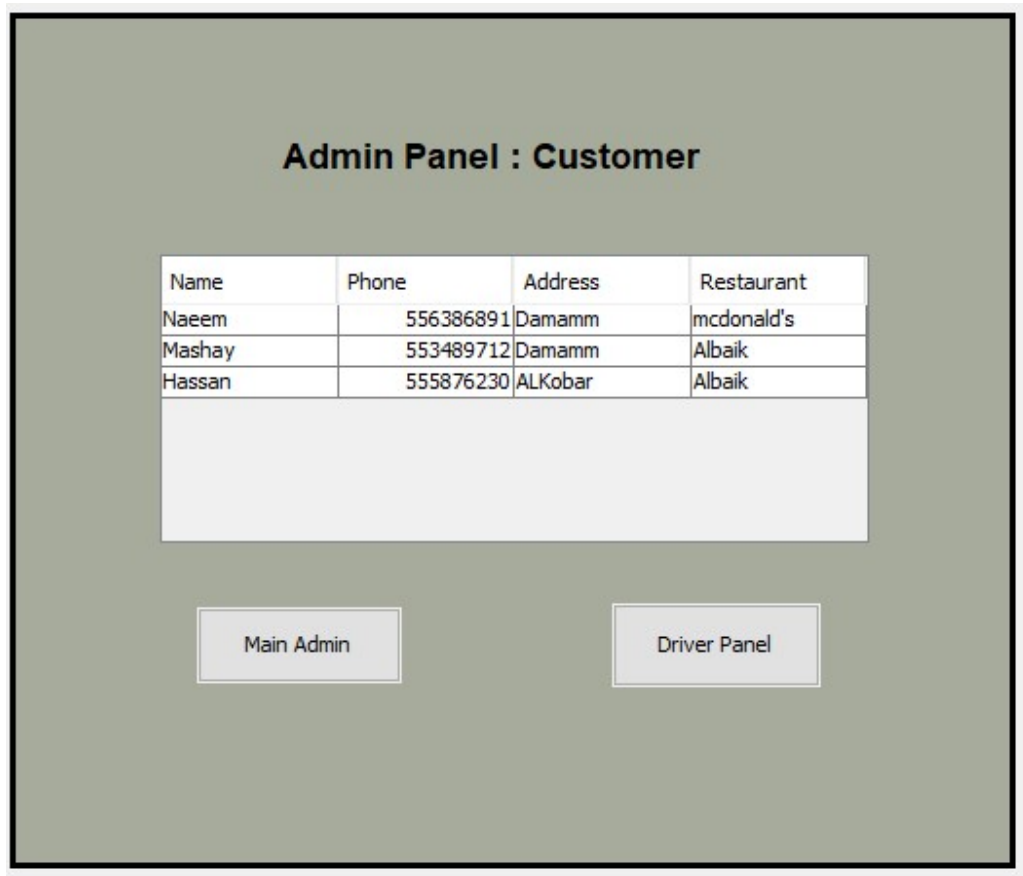 Admin Panel : Customer
Name Phone Address Restaurant
Naeem 556386891 Damamm mcdonald's
Mashay 553489712 Damamm Albaik
Hassan 555876230 ALKobar Albaik
Main Admin Driver Panel